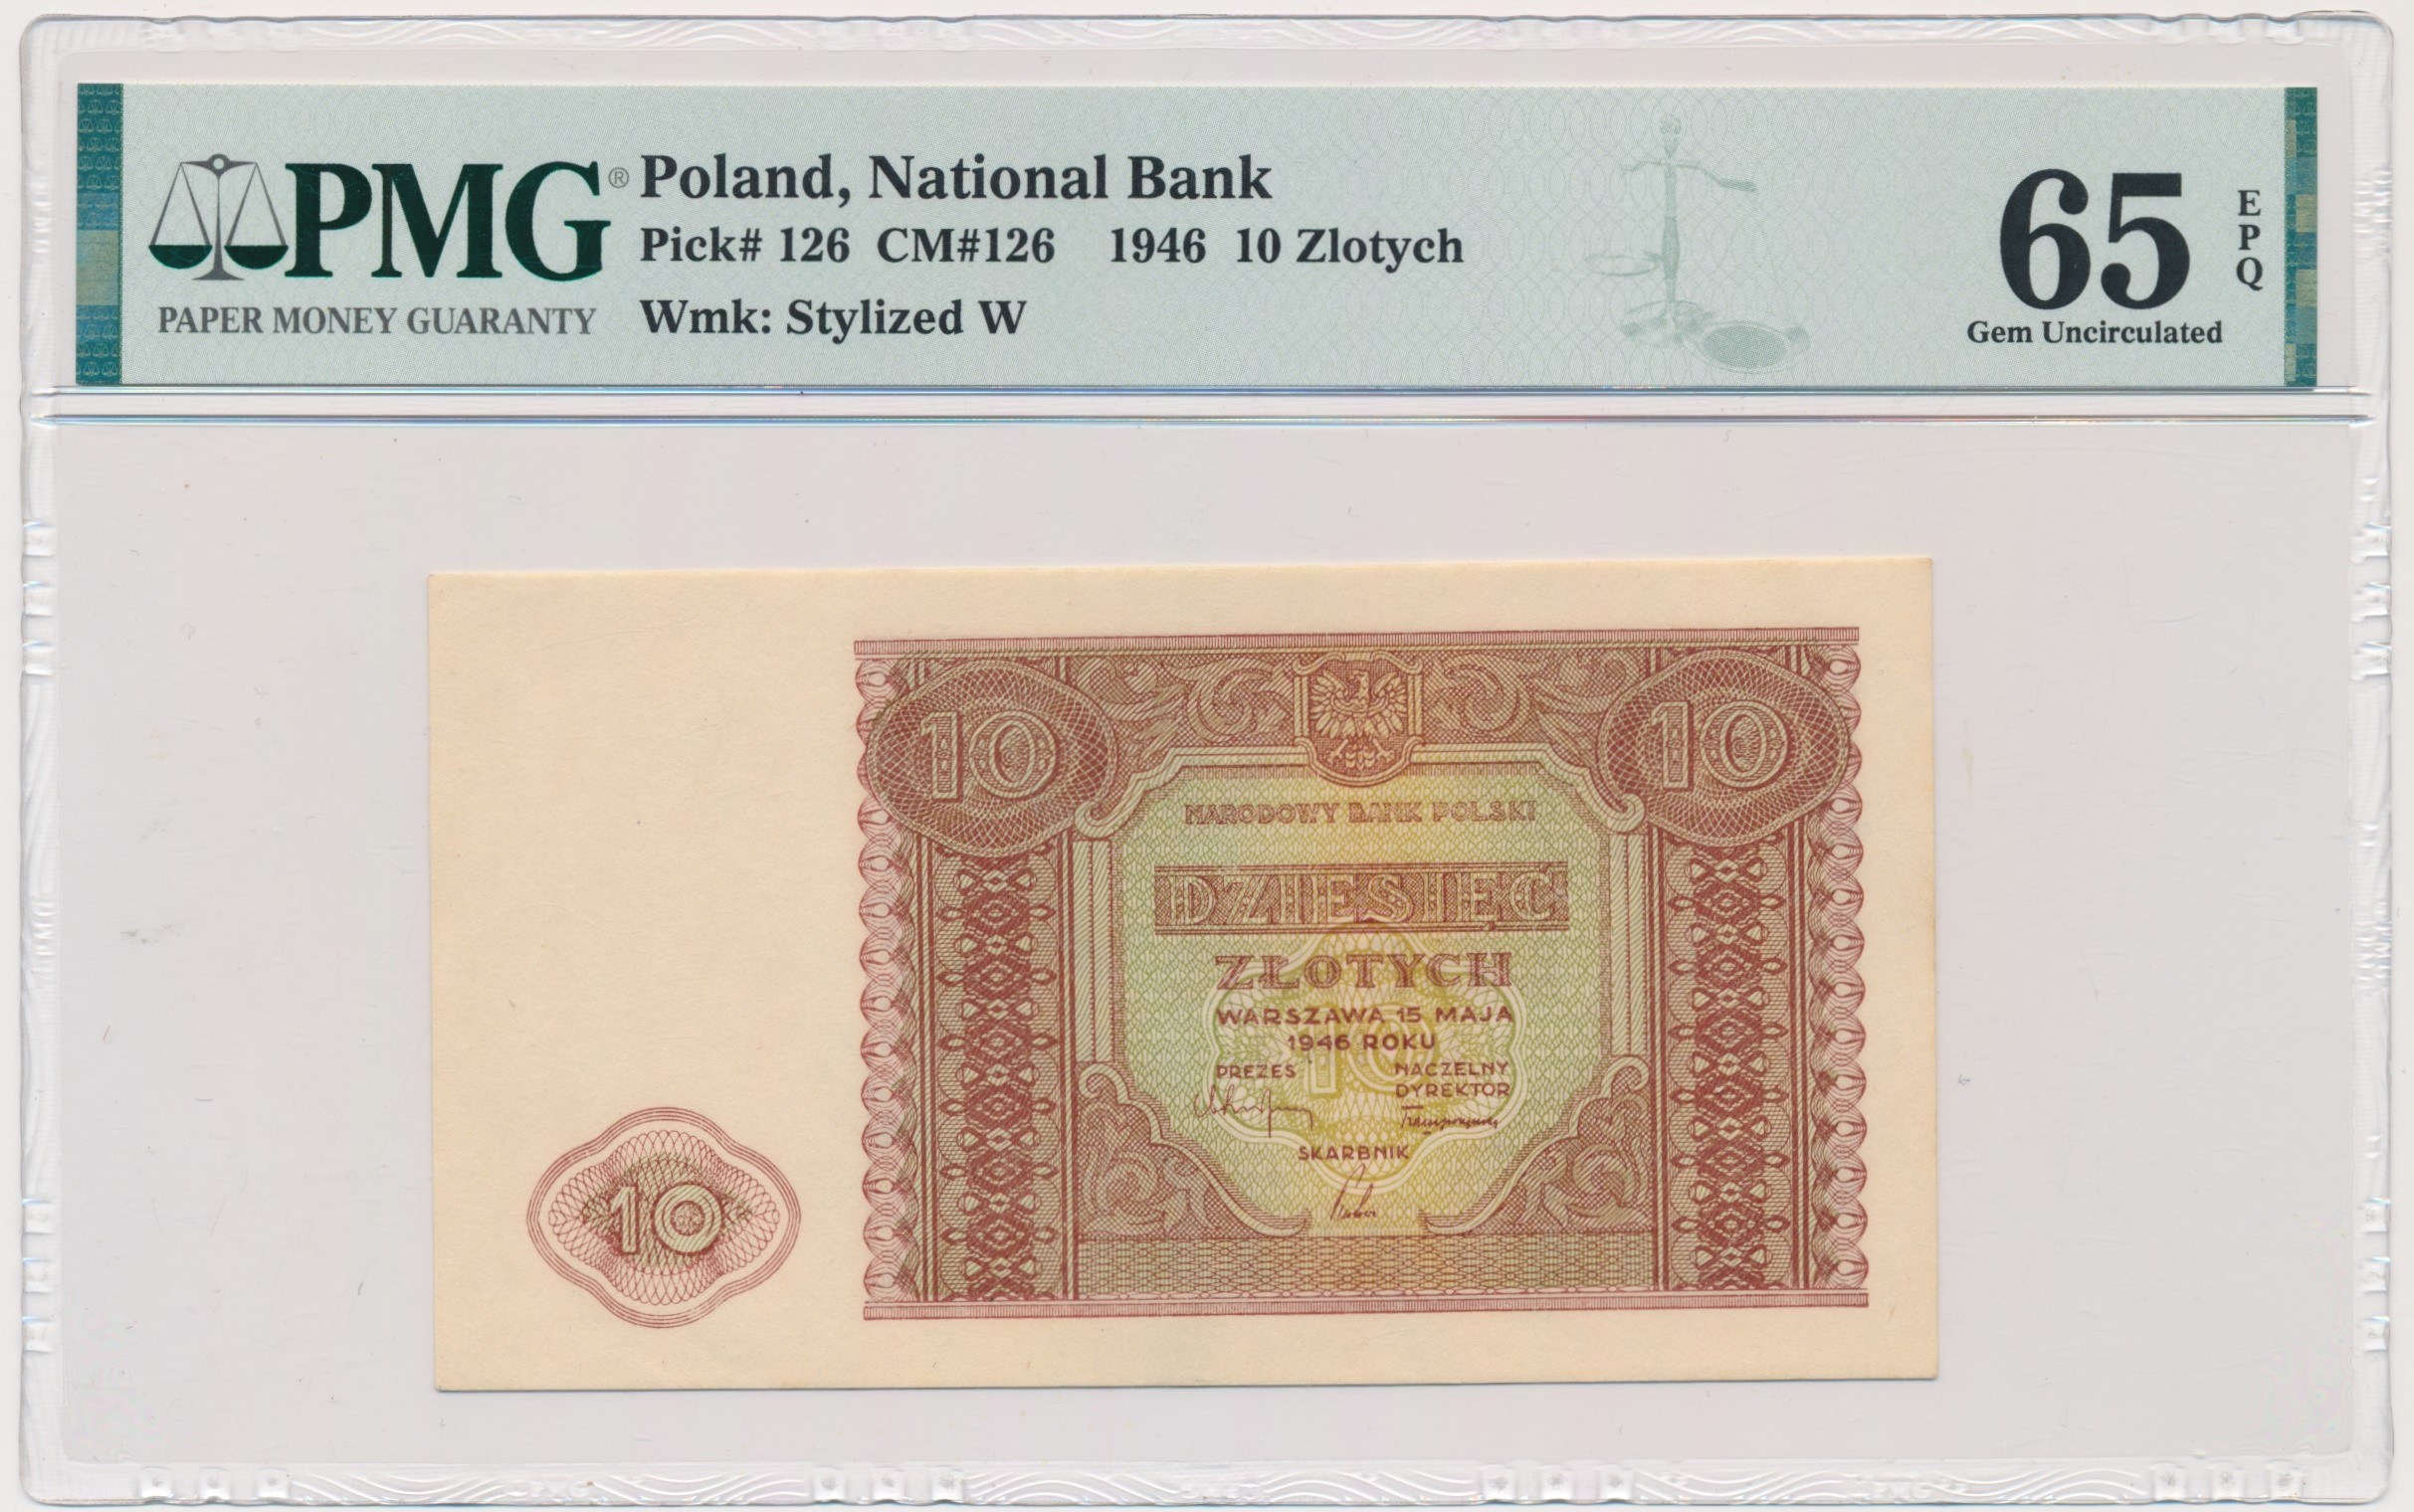 PMG®
PAPER MONEY GUARANTY
Poland, National Bank
Pick# 126 CM#126 1946 10 Zlotych
Wmk: Stylized W
65
EPQ
Gem Uncirculated
10 10
NARODOWY BANK POLSKI
DZIESIĘĆ
ZŁOTYCH
WARSZAWA 15 MAJA
1946 ROKU
PREZES NACZELNY
DYREKTOR
SKARBNIK
10
10